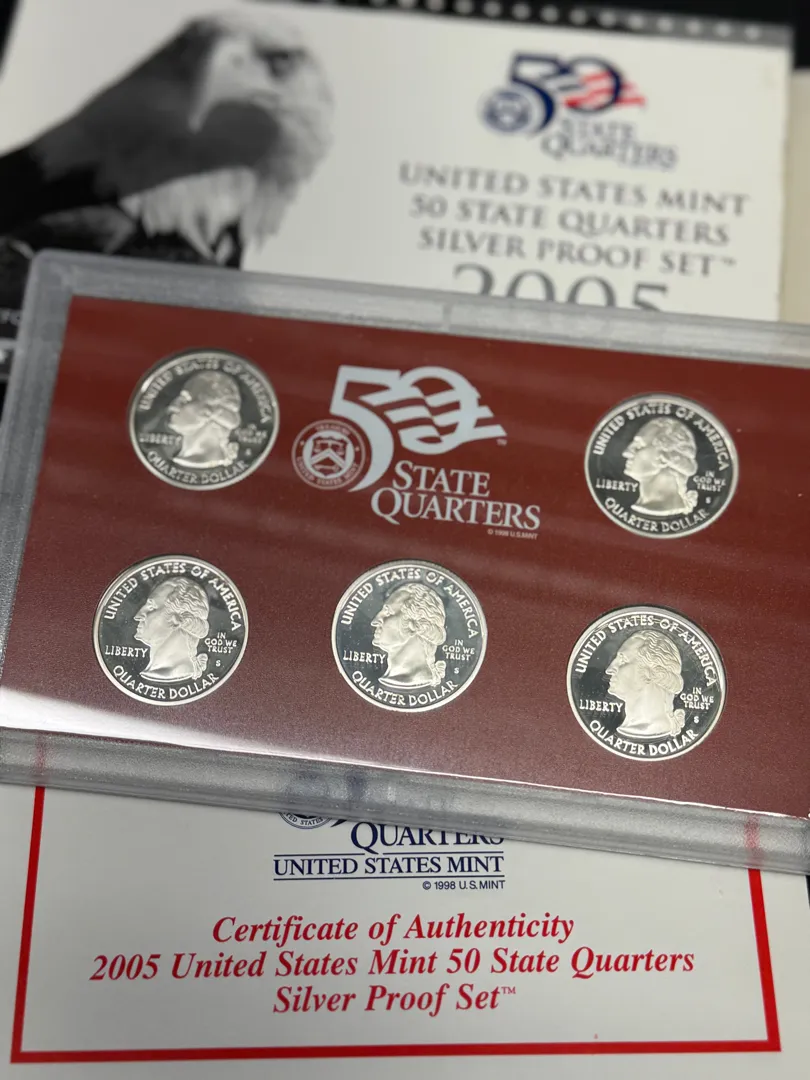 50
STATE
QUARTERS
UNITED STATES MINT
50 STATE QUARTERS
SILVER PROOF SET™
2005
UNITED STATES OF AMERICA
LIBERTY
QUARTER DOLLAR
50
STATE
QUARTERS
© 1998 U.S. MINT
UNITED STATES OF AMERICA
LIBERTY
IN
GOD WE
TRUST
S
QUARTER DOLLAR
UNITED STATES OF AMERICA
LIBERTY
IN
GOD WE
TRUST
S
QUARTER DOLLAR
UNITED STATES OF AMERICA
LIBERTY
IN
GOD WE
TRUST
S
QUARTER DOLLAR
UNITED STATES OF AMERICA
LIBERTY
IN
GOD WE
TRUST
S
QUARTER DOLLAR
QUARTERS
UNITED STATES MINT
© 1998 U.S. MINT
Certificate of Authenticity
2005 United States Mint 50 State Quarters
Silver Proof Set™